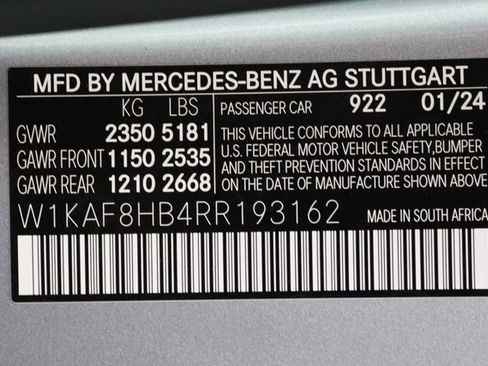 MFD BY MERCEDES-BENZ AG STUTTGART
KG LBS PASSENGER CAR 922 01/24
GVWR 2350 5181 THIS VEHICLE CONFORMS TO ALL APPLICABLE
GAWR FRONT 1150 2535 U.S. FEDERAL MOTOR VEHICLE SAFETY,BUMPER
AND THEFT PREVENTION STANDARDS IN EFFECT
GAWR REAR 1210 2668 ON THE DATE OF MANUFACTURE SHOWN ABOVE.
W1KAF8HB4RR193162 MADE IN SOUTH AFRICA